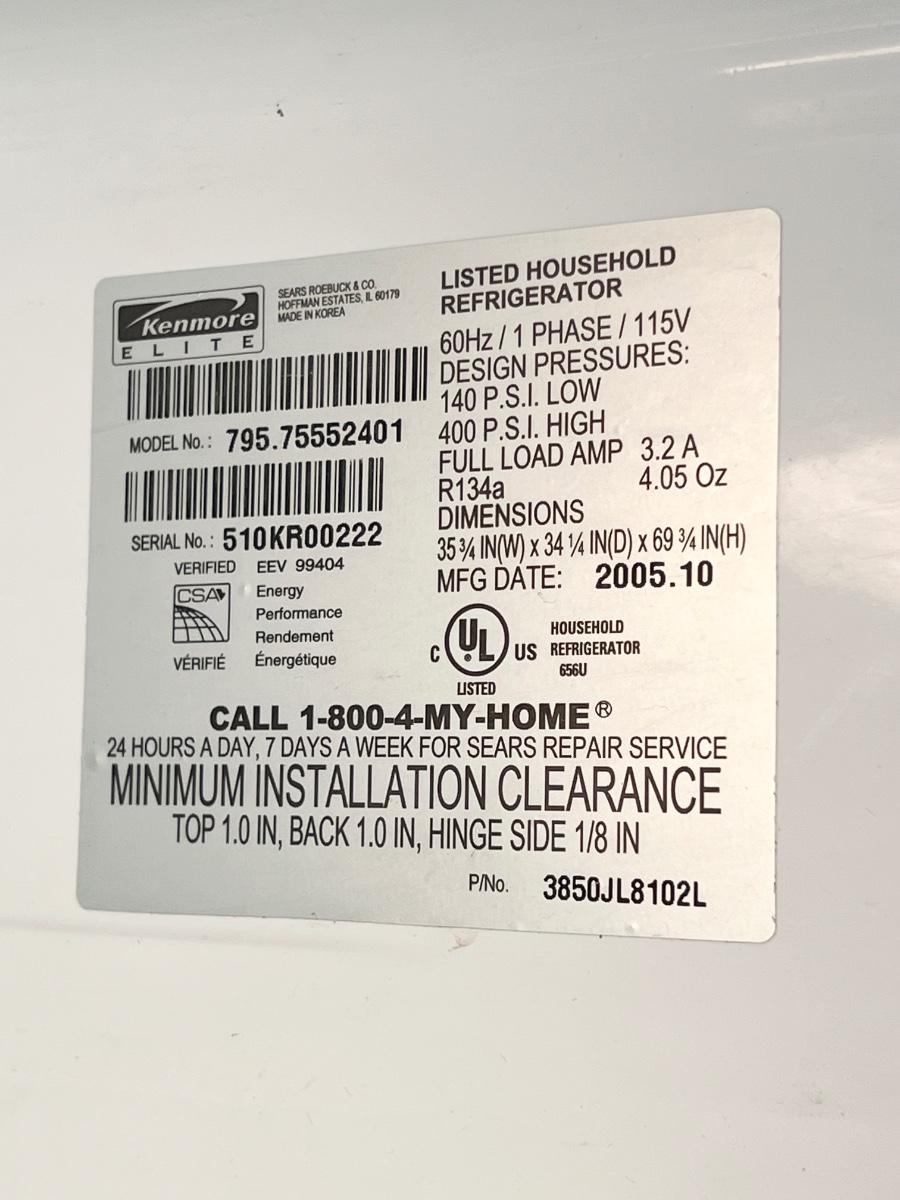 Kenmore
ELITE
SEARS ROEBUCK & CO.
HOFFMAN ESTATES, IL 60179
MADE IN KOREA
MODEL No.: 795.75552401
SERIAL No.: 510KR00222
VERIFIED EEV 99404
CSA
Energy
Performance
Rendement
VÉRIFIÉ Énergétique
LISTED HOUSEHOLD
REFRIGERATOR
60Hz / 1 PHASE / 115V
DESIGN PRESSURES:
140 P.S.I. LOW
400 P.S.I. HIGH
FULL LOAD AMP 3.2 A
R134a 4.05 Oz
DIMENSIONS
35 ¾ IN(W) x 34 ¼ IN(D) x 69 ¾ IN(H)
MFG DATE: 2005.10
C UL ® US
LISTED
HOUSEHOLD
REFRIGERATOR
656U
CALL 1-800-4-MY-HOME®
24 HOURS A DAY, 7 DAYS A WEEK FOR SEARS REPAIR SERVICE
MINIMUM INSTALLATION CLEARANCE
TOP 1.0 IN, BACK 1.0 IN, HINGE SIDE 1/8 IN
P/No. 3850JL8102L